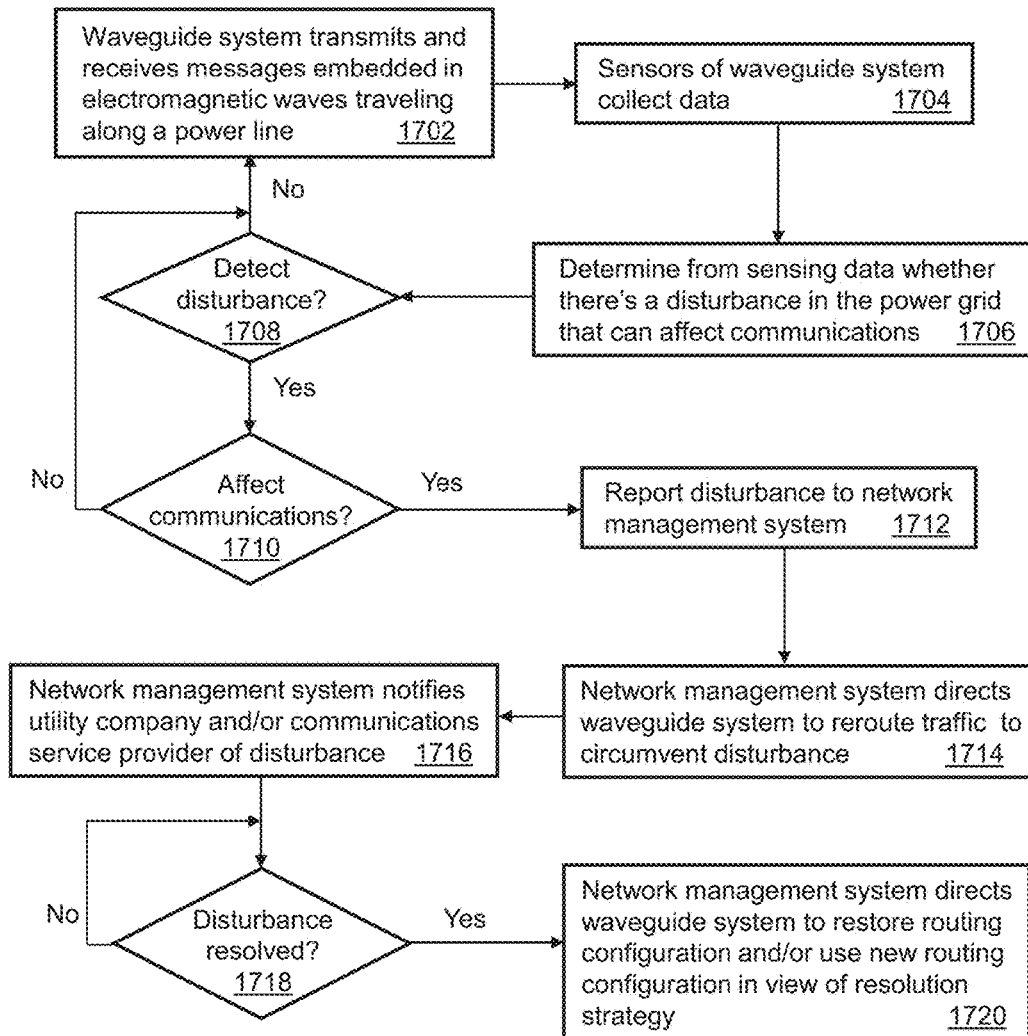 Waveguide system transmits and
receives messages embedded in
electromagnetic waves traveling
along a power line 1702
Sensors of waveguide system
collect data 1704
No
Detect
disturbance?
1708
Determine from sensing data whether
there's a disturbance in the power grid
that can affect communications 1706
Yes
No
Affect
communications?
1710
Yes
Report disturbance to network
management system 1712
Network management system notifies
utility company and/or communications
service provider of disturbance 1716
Network management system directs
waveguide system to reroute traffic to
circumvent disturbance 1714
No
Disturbance
resolved?
1718
Yes
Network management system directs
waveguide system to restore routing
configuration and/or use new routing
configuration in view of resolution
strategy 1720